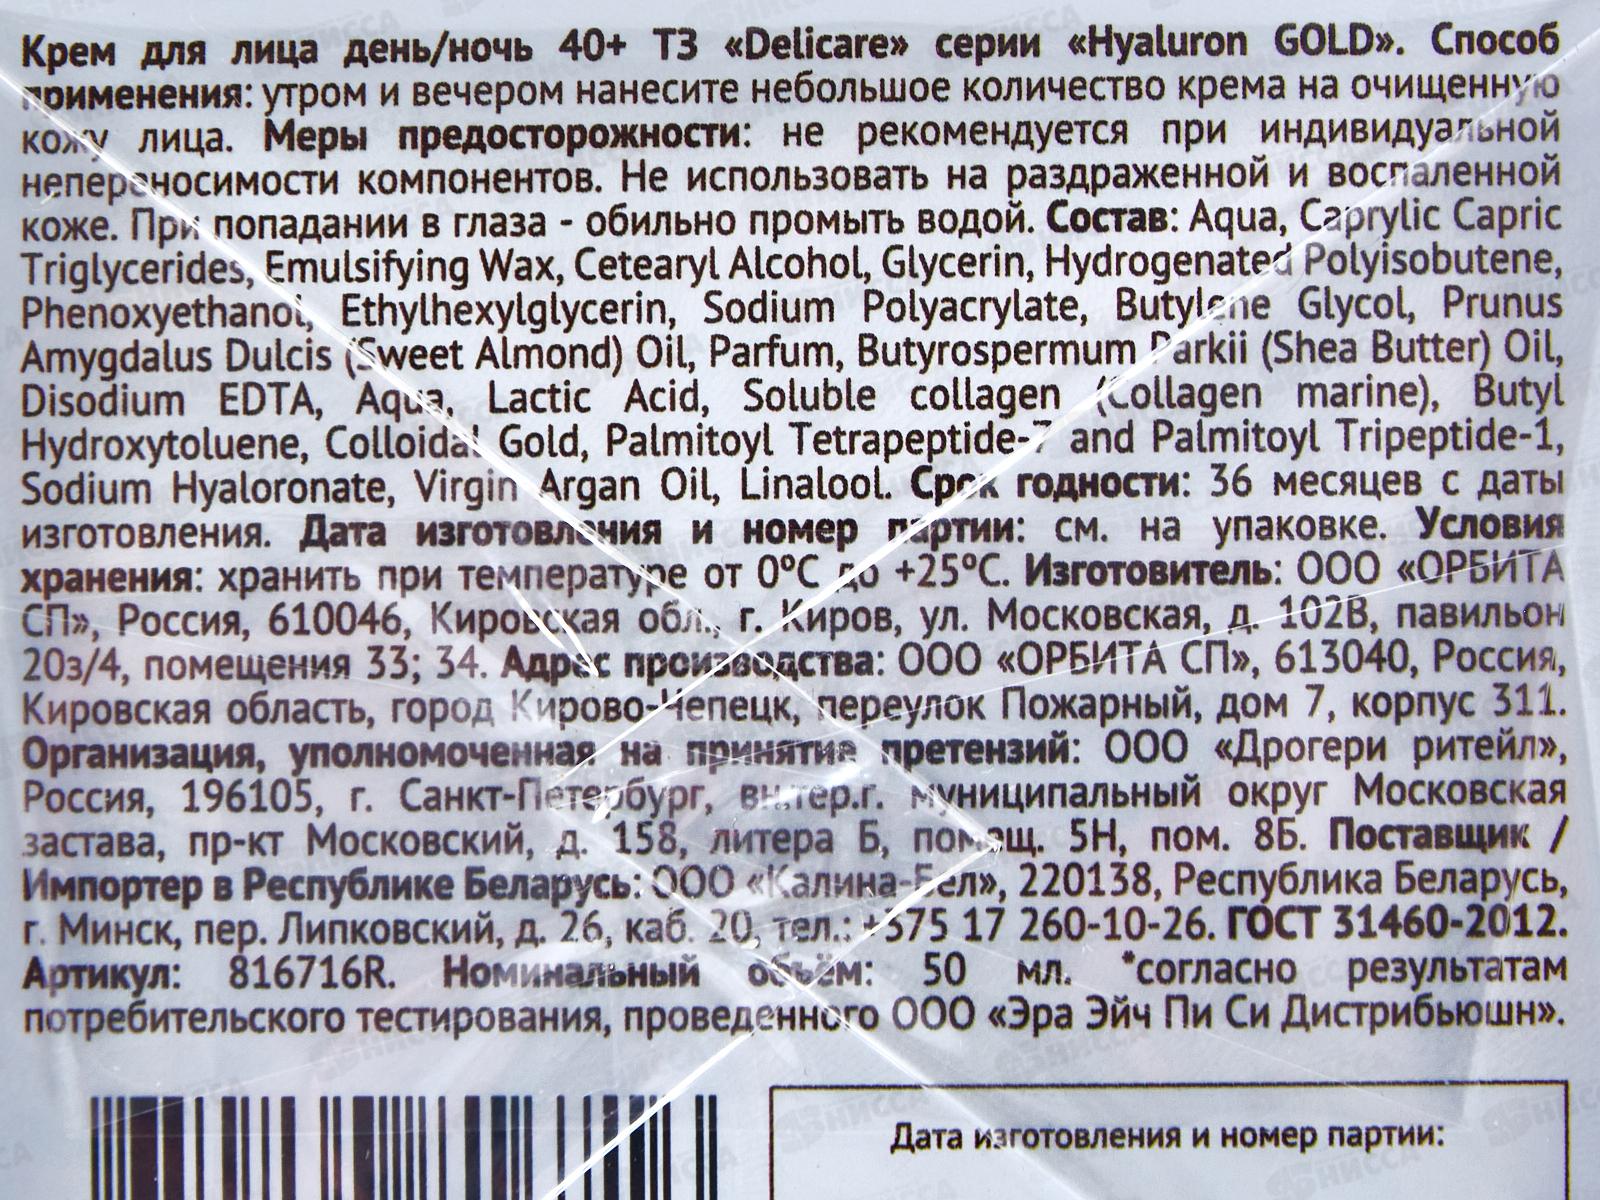 Крем для лица день/ночь 40+ ТЗ «Delicare» серии «Hyaluron GOLD». Способ
применения: утром и вечером нанесите небольшое количество крема на очищенную
кожу лица. Меры предосторожности: не рекомендуется при индивидуальной
непереносимости компонентов. Не использовать на раздраженной и воспаленной
коже. При попадании в глаза - обильно промыть водой. Состав: Aqua, Caprylic Capric
Triglycerides, Emulsifying Wax, Cetearyl Alcohol, Glycerin, Hydrogenated Polyisobutene,
Phenoxyethanol, Ethylhexylglycerin, Sodium Polyacrylate, Butylene Glycol, Prunus
Amygdalus Dulcis (Sweet Almond) Oil, Parfum, Butyrospermum Parkii (Shea Butter) Oil,
Disodium EDTA, Aqua, Lactic Acid, Soluble collagen (Collagen marine), Butyl
Hydroxytoluene, Colloidal Gold, Palmitoyl Tetrapeptide-7 and Palmitoyl Tripeptide-1,
Sodium Hyaloronate, Virgin Argan Oil, Linalool. Срок годности: 36 месяцев с даты
изготовления. Дата изготовления и номер партии: см. на упаковке. Условия
хранения: хранить при температуре от 0°С до +25°С. Изготовитель: ООО «ОРБИТА
СП», Россия, 610046, Кировская обл., г. Киров, ул. Московская, д. 102В, павильон
20з/4, помещения 33; 34. Адрес производства: ООО «ОРБИТА СП», 613040, Россия,
Кировская область, город Кирово-Чепецк, переулок Пожарный, дом 7, корпус 311.
Организация, уполномоченная на принятие претензий: ООО «Дрогери ритейл»,
Россия, 196105, г. Санкт-Петербург, вн.тер.г. муниципальный округ Московская
застава, пр-кт Московский, д. 158, литера Б, помещ. 5Н, пом. 8Б. Поставщик /
Импортер в Республике Беларусь: ООО «Калина-Бел», 220138, Республика Беларусь,
г. Минск, пер. Липковский, д. 26, каб. 20, тел.: +375 17 260-10-26. ГОСТ 31460-2012.
Артикул: 816716R. Номинальный объём: 50 мл. *согласно результатам
потребительского тестирования, проведенного ООО «Эра Эйч Пи Си Дистрибьюшн».
Дата изготовления и номер партии: